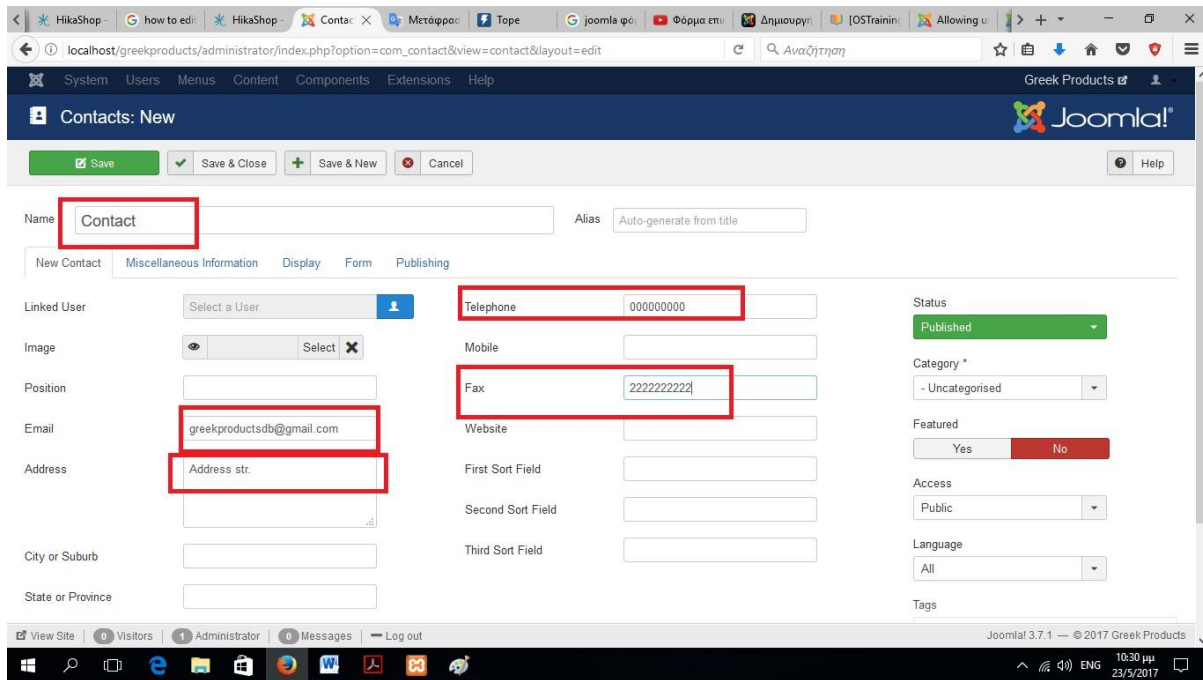 HikaShop - G how to edit HikaShop - Contac Μετάφρασ Tope joomla φό Φόρμα επι Δημιουργή [OSTraining Allowing u
localhost/greekproducts/administrator/index.php?option=com_contact&view=contact&layout=edit Αναζήτηση
System Users Menus Content Components Extensions Help Greek Products
Contacts: New Joomla!®
Save Save & Close Save & New Cancel Help
Name Contact Alias Auto-generate from title
New Contact Miscellaneous Information Display Form Publishing
Linked User Select a User Telephone 000000000 Status
Published
Image Select Mobile
Category *
Position Fax 2222222222 - Uncategorised
Email greekproductsdb@gmail.com Website Featured
Yes No
Address Address str. First Sort Field
Access
Second Sort Field Public
City or Suburb Third Sort Field Language
All
State or Province Tags
View Site 0 Visitors 1 Administrator 0 Messages Log out Joomla! 3.7.1 — © 2017 Greek Products
ENG 10:30 μμ
23/5/2017